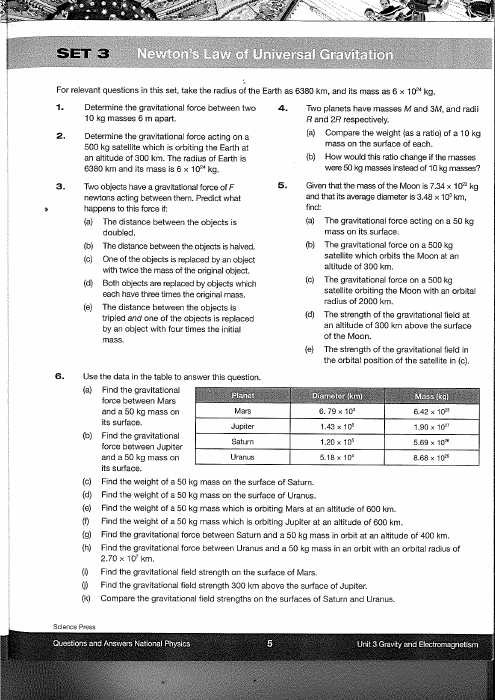 SET 3 Newton's Law of Universal Gravitation
For relevant questions in this set, take the radius of the Earth as 6380 km, and its mass as 6 × 10²⁴ kg.
1. Determine the gravitational force between two
10 kg masses 6 m apart.
2. Determine the gravitational force acting on a
500 kg satellite which is orbiting the Earth at
an altitude of 300 km. The radius of Earth is
6380 km and its mass is 6 × 10²⁴ kg.
3. Two objects have a gravitational force of F
newtons acting between them. Predict what
happens to this force if:
(a) The distance between the objects is
doubled.
(b) The distance between the objects is halved.
(c) One of the objects is replaced by an object
with twice the mass of the original object.
(d) Both objects are replaced by objects which
each have three times the original mass.
(e) The distance between the objects is
tripled and one of the objects is replaced
by an object with four times the initial
mass.
4. Two planets have masses M and 3M, and radii
R and 2R respectively.
(a) Compare the weight (as a ratio) of a 10 kg
mass on the surface of each.
(b) How would this ratio change if the masses
were 50 kg masses instead of 10 kg masses?
5. Given that the mass of the Moon is 7.34 × 10²² kg
and that its average diameter is 3.48 × 10³ km,
find:
(a) The gravitational force acting on a 50 kg
mass on its surface.
(b) The gravitational force on a 500 kg
satellite which orbits the Moon at an
altitude of 300 km.
(c) The gravitational force on a 500 kg
satellite orbiting the Moon with an orbital
radius of 2000 km.
(d) The strength of the gravitational field at
an altitude of 300 km above the surface
of the Moon.
(e) The strength of the gravitational field in
the orbital position of the satellite in (c).
6. Use the data in the table to answer this question.
(a) Find the gravitational
force between Mars
and a 50 kg mass on
its surface.
(b) Find the gravitational
force between Jupiter
and a 50 kg mass on
its surface.
Planet Diameter (km) Mass (kg)
Mars 6.79 × 10³ 6.42 × 10²³
Jupiter 1.43 × 10⁵ 1.90 × 10²⁷
Saturn 1.20 × 10⁵ 5.69 × 10²⁶
Uranus 5.18 × 10⁴ 8.68 × 10²⁵
(c) Find the weight of a 50 kg mass on the surface of Saturn.
(d) Find the weight of a 50 kg mass on the surface of Uranus.
(e) Find the weight of a 50 kg mass which is orbiting Mars at an altitude of 600 km.
(f) Find the weight of a 50 kg mass which is orbiting Jupiter at an altitude of 600 km.
(g) Find the gravitational force between Saturn and a 50 kg mass in orbit at an altitude of 400 km.
(h) Find the gravitational force between Uranus and a 50 kg mass in an orbit with an orbital radius of
2.70 × 10⁷ km.
(i) Find the gravitational field strength on the surface of Mars.
(j) Find the gravitational field strength 300 km above the surface of Jupiter.
(k) Compare the gravitational field strengths on the surfaces of Saturn and Uranus.
Science Press
Questions and Answers National Physics 5 Unit 3 Gravity and Electromagnetism